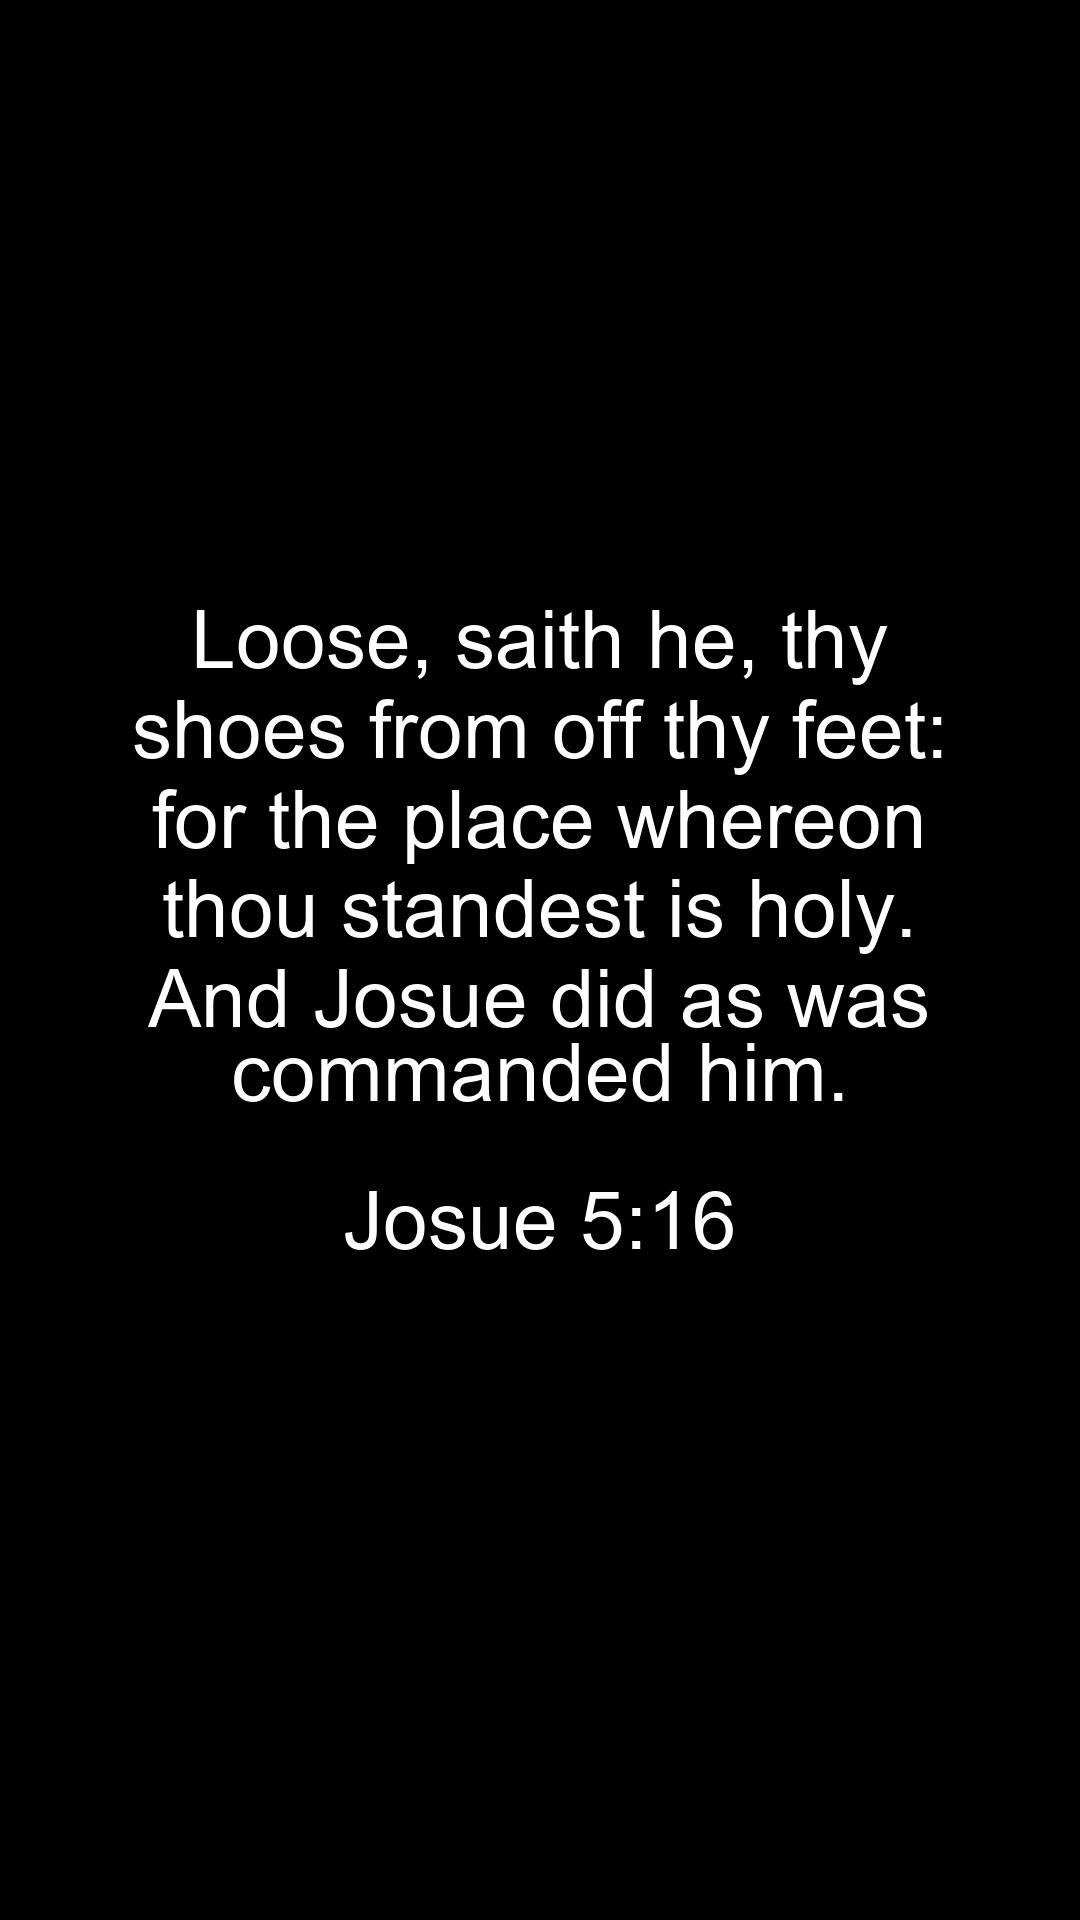 Loose, saith he, thy
shoes from off thy feet:
for the place whereon
thou standest is holy.
And Josue did as was
commanded him.
Josue 5:16